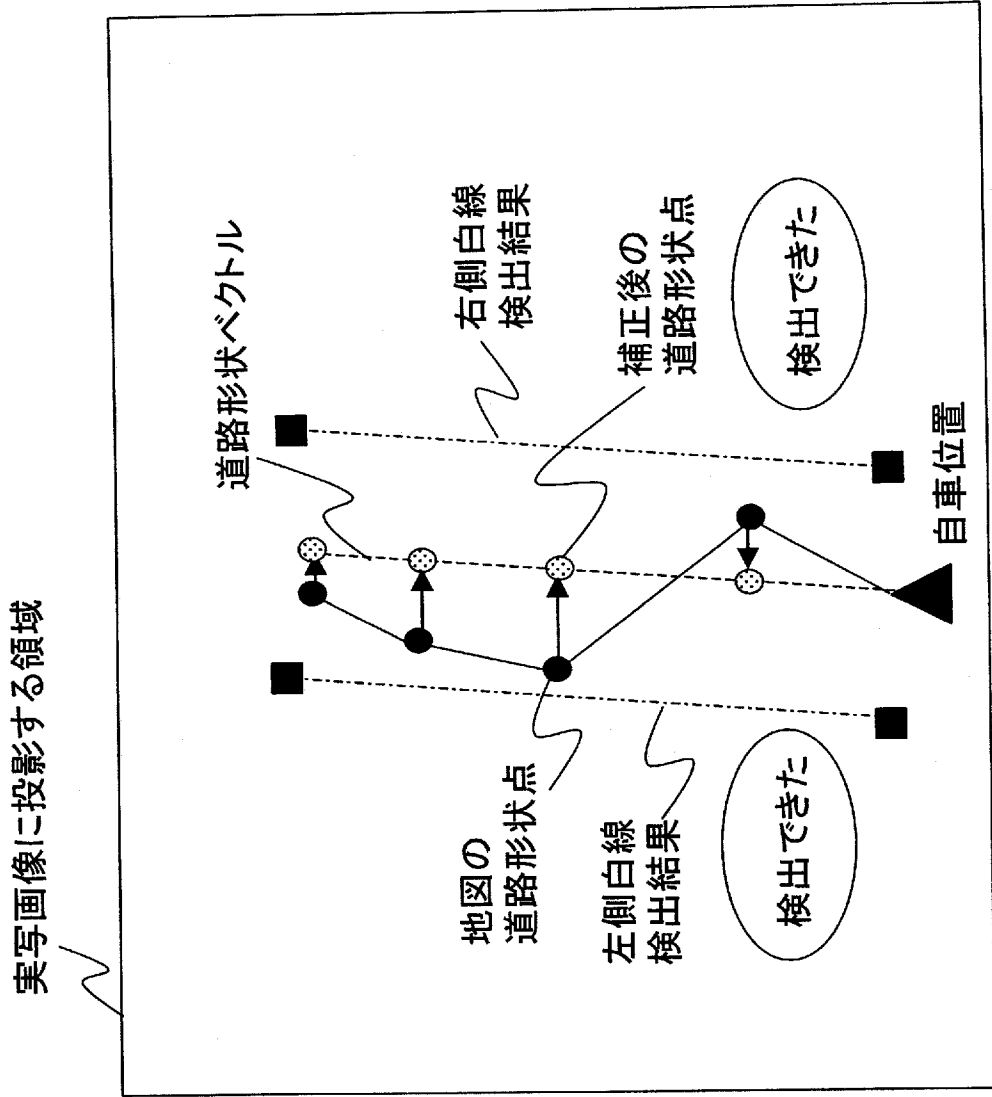 実写画像に投影する領域
道路形状ベクトル
右側白線
検出結果
補正後の
道路形状点
検出できた
自車位置
地図の
道路形状点
左側白線
検出結果
検出できた